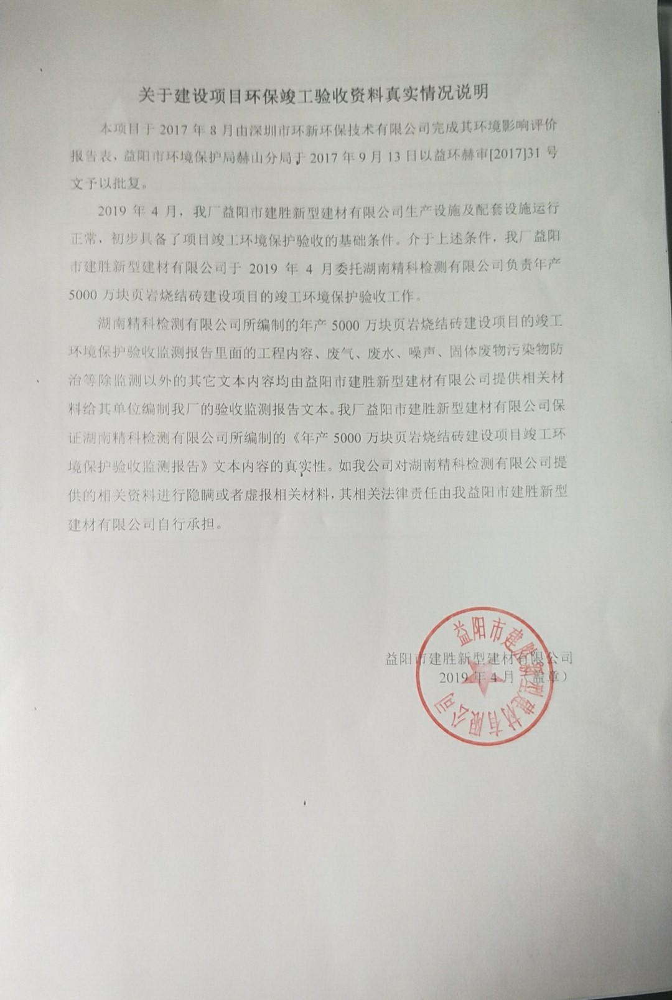 关于建设项目环保竣工验收资料真实情况说明
本项目于 2017 年 8 月由深圳市环新环保技术有限公司完成其环境影响评价
报告表，益阳市环境保护局赫山分局于 2017 年 9 月 13 日以益环赫审[2017]31 号
文予以批复。
2019 年 4 月，我厂益阳市建胜新型建材有限公司生产设施及配套设施运行
正常，初步具备了项目竣工环境保护验收的基础条件。介于上述条件，我厂益阳
市建胜新型建材有限公司于 2019 年 4 月委托湖南精科检测有限公司负责年产
5000 万块页岩烧结砖建设项目的竣工环境保护验收工作。
湖南精科检测有限公司所编制的年产 5000 万块页岩烧结砖建设项目的竣工
环境保护验收监测报告里面的工程内容、废气、废水、噪声、固体废物污染物防
治等除监测以外的其它文本内容均由益阳市建胜新型建材有限公司提供相关材
料给其单位编制我厂的验收监测报告文本。我厂益阳市建胜新型建材有限公司保
证湖南精科检测有限公司所编制的《年产 5000 万块页岩烧结砖建设项目竣工环
境保护验收监测报告》文本内容的真实性。如我公司对湖南精科检测有限公司提
供的相关资料进行隐瞒或者虚报相关材料，其相关法律责任由我益阳市建胜新型
建材有限公司自行承担。
益阳市建胜新型建材有限公司
2019 年 4 月（盖章）
益阳市建胜新型建材有限公司